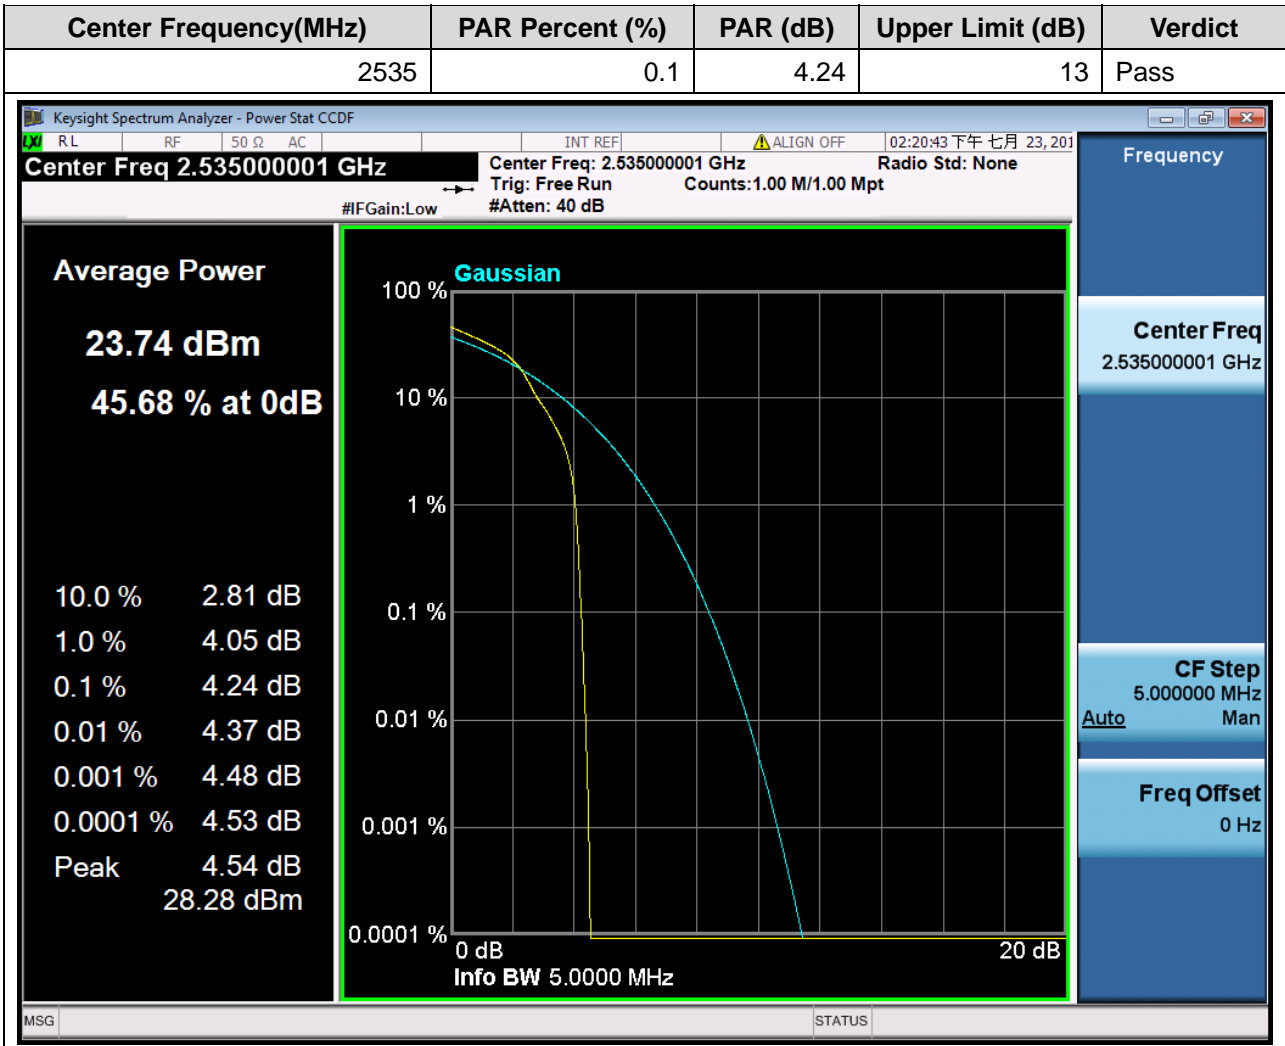 Center Frequency(MHz) PAR Percent (%) PAR (dB) Upper Limit (dB) Verdict
2535 0.1 4.24 13 Pass
Keysight Spectrum Analyzer - Power Stat CCDF
LXI RL RF 50 Ω AC INT REF ALIGN OFF 02:20:43 下午 七月 23, 201
Center Freq 2.535000001 GHz
Center Freq: 2.535000001 GHz Radio Std: None
Trig: Free Run Counts:1.00 M/1.00 Mpt
#IFGain:Low #Atten: 40 dB
Average Power
23.74 dBm
45.68 % at 0dB
10.0 % 2.81 dB
1.0 % 4.05 dB
0.1 % 4.24 dB
0.01 % 4.37 dB
0.001 % 4.48 dB
0.0001 % 4.53 dB
Peak 4.54 dB
28.28 dBm
Gaussian
100 %
10 %
1 %
0.1 %
0.01 %
0.001 %
0.0001 %
0 dB 20 dB
Info BW 5.0000 MHz
Frequency
Center Freq
2.535000001 GHz
CF Step
5.000000 MHz
Auto Man
Freq Offset
0 Hz
MSG STATUS